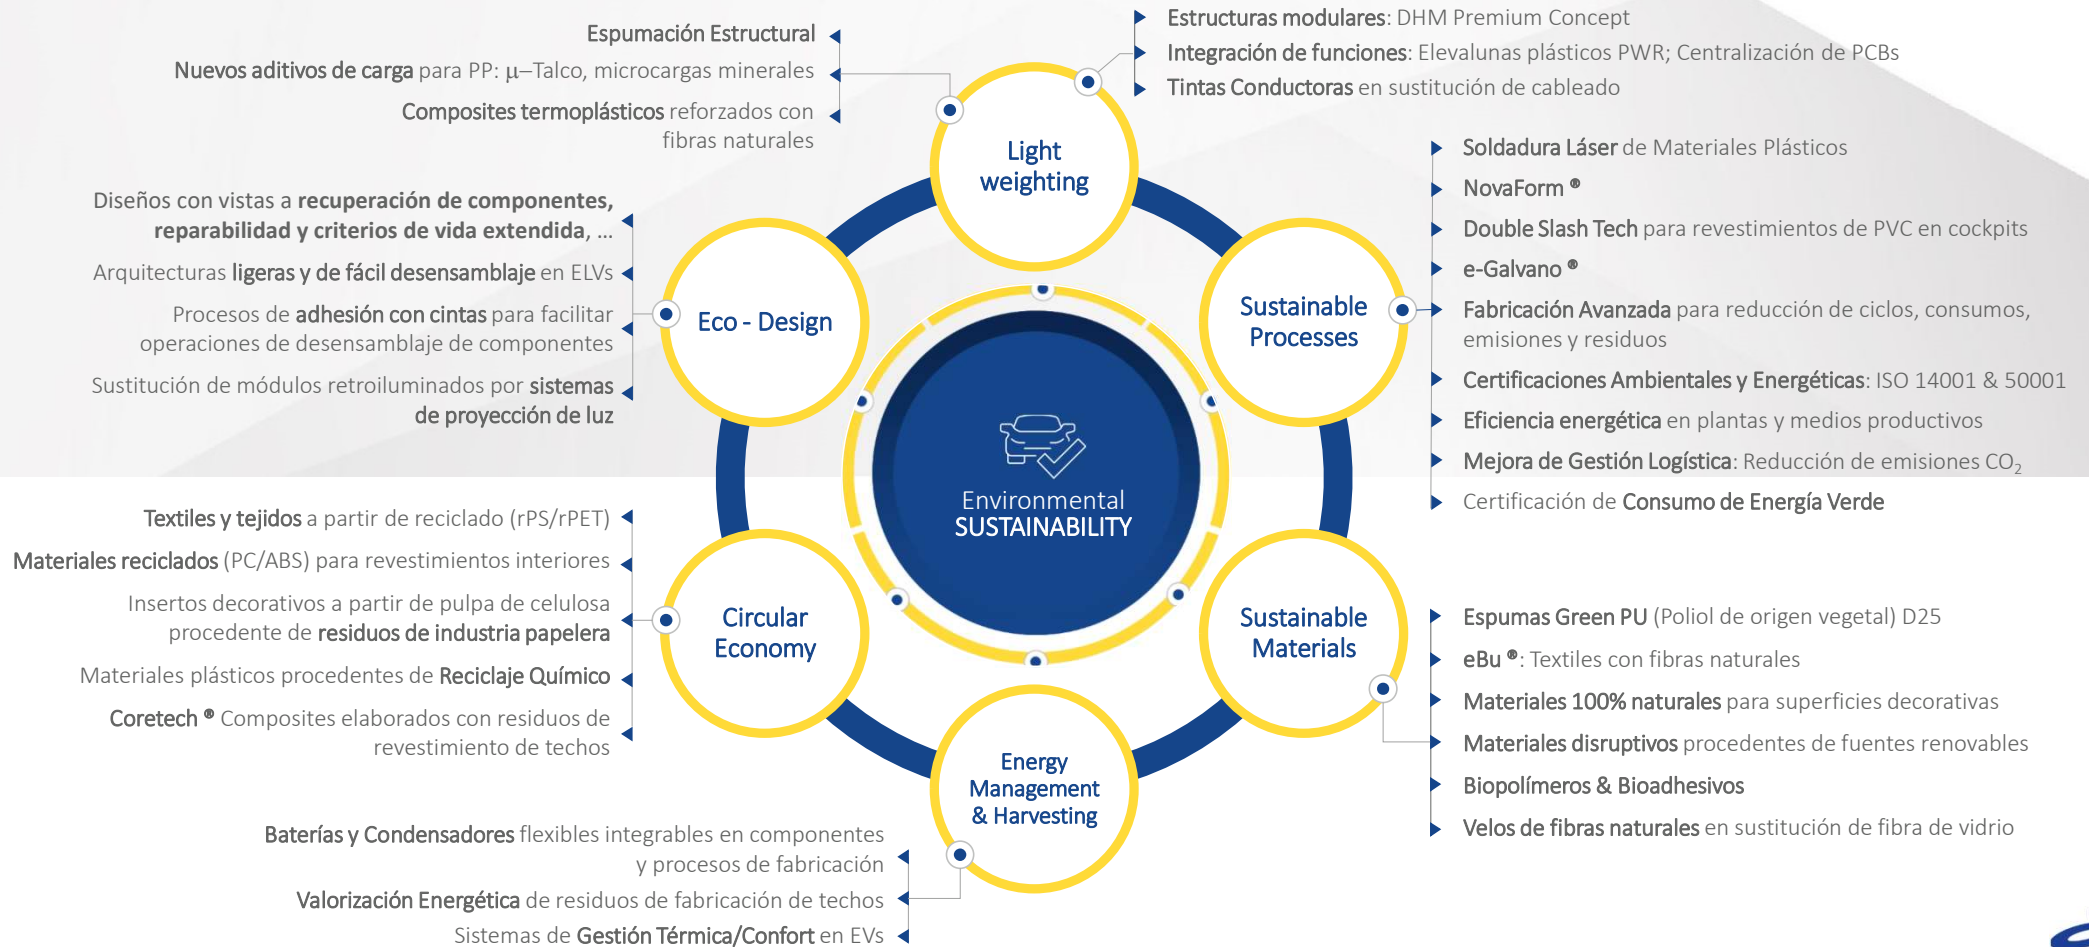 Espumación Estructural
Nuevos aditivos de carga para PP: μ–Talco, microcargas minerales
Composites termoplásticos reforzados con
fibras naturales
Estructuras modulares: DHM Premium Concept
Integración de funciones: Elevalunas plásticos PWR; Centralización de PCBs
Tintas Conductoras en sustitución de cableado
Light
weighting
Diseños con vistas a recuperación de componentes,
reparabilidad y criterios de vida extendida, ...
Arquitecturas ligeras y de fácil desensamblaje en ELVs
Procesos de adhesión con cintas para facilitar
operaciones de desensamblaje de componentes
Sustitución de módulos retroiluminados por sistemas
de proyección de luz
Eco - Design
Sustainable
Processes
Soldadura Láser de Materiales Plásticos
NovaForm ®
Double Slash Tech para revestimientos de PVC en cockpits
e-Galvano ®
Fabricación Avanzada para reducción de ciclos, consumos,
emisiones y residuos
Certificaciones Ambientales y Energéticas: ISO 14001 & 50001
Eficiencia energética en plantas y medios productivos
Mejora de Gestión Logística: Reducción de emisiones CO₂
Certificación de Consumo de Energía Verde
Environmental
SUSTAINABILITY
Textiles y tejidos a partir de reciclado (rPS/rPET)
Materiales reciclados (PC/ABS) para revestimientos interiores
Insertos decorativos a partir de pulpa de celulosa
procedente de residuos de industria papelera
Materiales plásticos procedentes de Reciclaje Químico
Coretech ® Composites elaborados con residuos de
revestimiento de techos
Circular
Economy
Sustainable
Materials
Espumas Green PU (Poliol de origen vegetal) D25
eBu ®: Textiles con fibras naturales
Materiales 100% naturales para superficies decorativas
Materiales disruptivos procedentes de fuentes renovables
Biopolímeros & Bioadhesivos
Velos de fibras naturales en sustitución de fibra de vidrio
Energy
Management
& Harvesting
Baterías y Condensadores flexibles integrables en componentes
y procesos de fabricación
Valorización Energética de residuos de fabricación de techos
Sistemas de Gestión Térmica/Confort en EVs